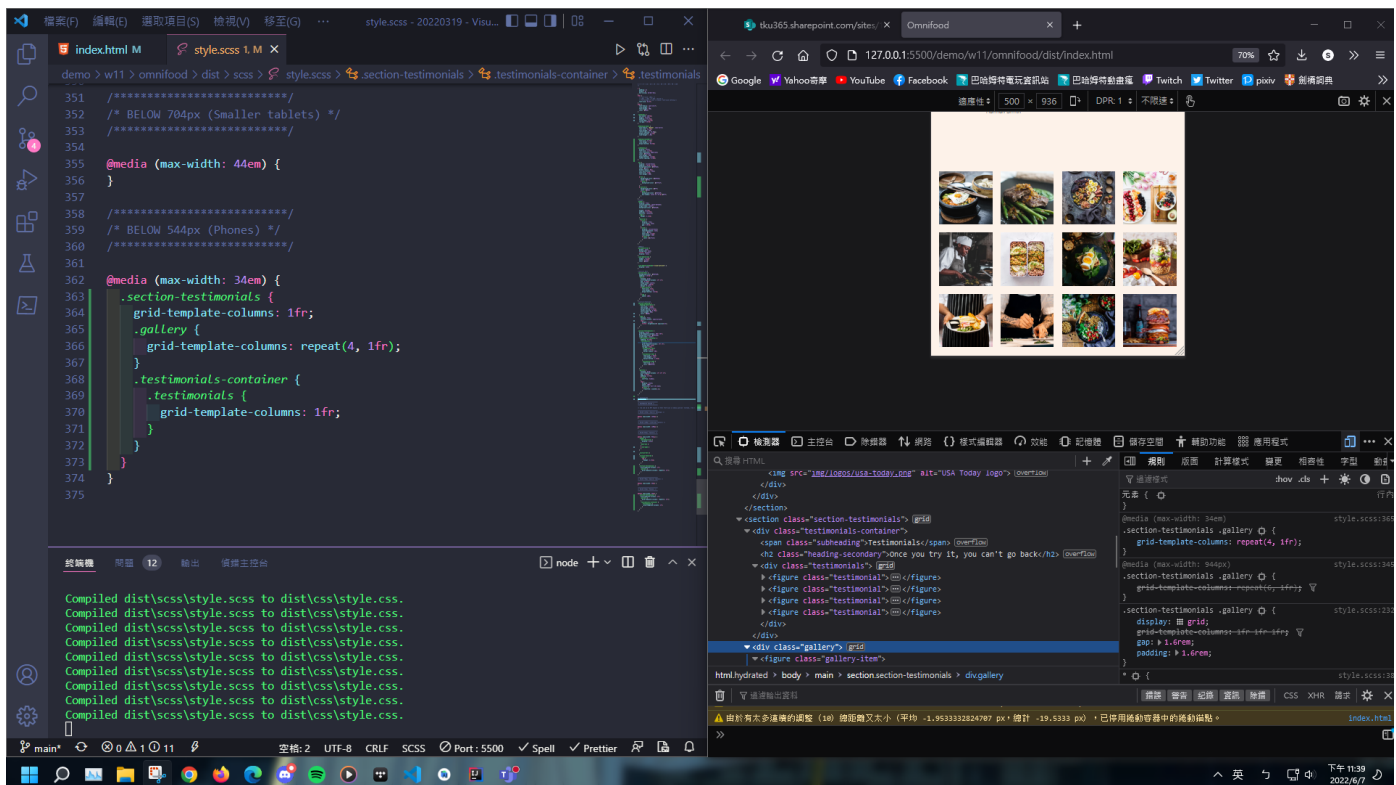 檔案(F) 編輯(E) 選取項目(S) 檢視(V) 移至(G) ··· style.scss - 20220319 - Visu...
index.html M style.scss 1, M
demo > w11 > omnifood > dist > scss > style.scss > .section-testimonials > .testimonials-container > .testimonials
351 /**************************/
352 /* BELOW 704px (Smaller tablets) */
353 /**************************/
354
355 @media (max-width: 44em) {
356 }
357
358 /**************************/
359 /* BELOW 544px (Phones) */
360 /**************************/
361
362 @media (max-width: 34em) {
363 .section-testimonials {
364 grid-template-columns: 1fr;
365 .gallery {
366 grid-template-columns: repeat(4, 1fr);
367 }
368 .testimonials-container {
369 .testimonials {
370 grid-template-columns: 1fr;
371 }
372 }
373 }
374 }
375
終端機 問題 12 輸出 偵錯主控台 node
Compiled dist\scss\style.scss to dist\css\style.css.
Compiled dist\scss\style.scss to dist\css\style.css.
Compiled dist\scss\style.scss to dist\css\style.css.
Compiled dist\scss\style.scss to dist\css\style.css.
Compiled dist\scss\style.scss to dist\css\style.css.
Compiled dist\scss\style.scss to dist\css\style.css.
Compiled dist\scss\style.scss to dist\css\style.css.
Compiled dist\scss\style.scss to dist\css\style.css.
Compiled dist\scss\style.scss to dist\css\style.css.
main* 0 1 11 空格: 2 UTF-8 CRLF SCSS Port : 5500 Spell Prettier
tku365.sharepoint.com/sites/ Omnifood
127.0.0.1:5500/demo/w11/omnifood/dist/index.html 70%
Google Yahoo奇摩 YouTube Facebook 巴哈姆特電玩資訊站 巴哈姆特動畫瘋 Twitch Twitter pixiv 劍橋詞典
適應性 500 × 936 DPR: 1 不限速
檢測器 主控台 除錯器 網路 樣式編輯器 效能 記憶體 儲存空間 輔助功能 應用程式
搜尋 HTML
<img src="img/logos/usa-today.png" alt="USA Today logo"> overflow
</div>
</div>
</section>
<section class="section-testimonials"> grid
<div class="testimonials-container">
<span class="subheading">Testimonials</span> overflow
<h2 class="heading-secondary">Once you try it, you can't go back</h2> overflow
<div class="testimonials"> grid
<figure class="testimonial"></figure>
<figure class="testimonial"></figure>
<figure class="testimonial"></figure>
<figure class="testimonial"></figure>
</div>
</div>
<div class="gallery"> grid
<figure class="gallery-item">
html.hydrated > body > main > section.section-testimonials > div.gallery
規則 版面 計算樣式 變更 相容性 字型 動畫
過濾樣式 :hov .cls
元素 { 行內
}
@media (max-width: 34em) style.scss:365
.section-testimonials .gallery {
grid-template-columns: repeat(4, 1fr);
}
@media (max-width: 944px) style.scss:345
.section-testimonials .gallery {
grid-template-columns: repeat(6, 1fr);
}
.section-testimonials .gallery { style.scss:232
display: grid;
grid-template-columns: 1fr 1fr 1fr;
gap: 1.6rem;
padding: 1.6rem;
}
* { style.scss:38
過濾輸出資料 錯誤 警告 紀錄 資訊 除錯 CSS XHR 請求
由於有太多連續的調整 (10) 總距離又太小 (平均 -1.9533332824707 px,總計 -19.5333 px),已停用捲動容器中的捲動錨點。 index.html
英 下午 11:39
2022/6/7